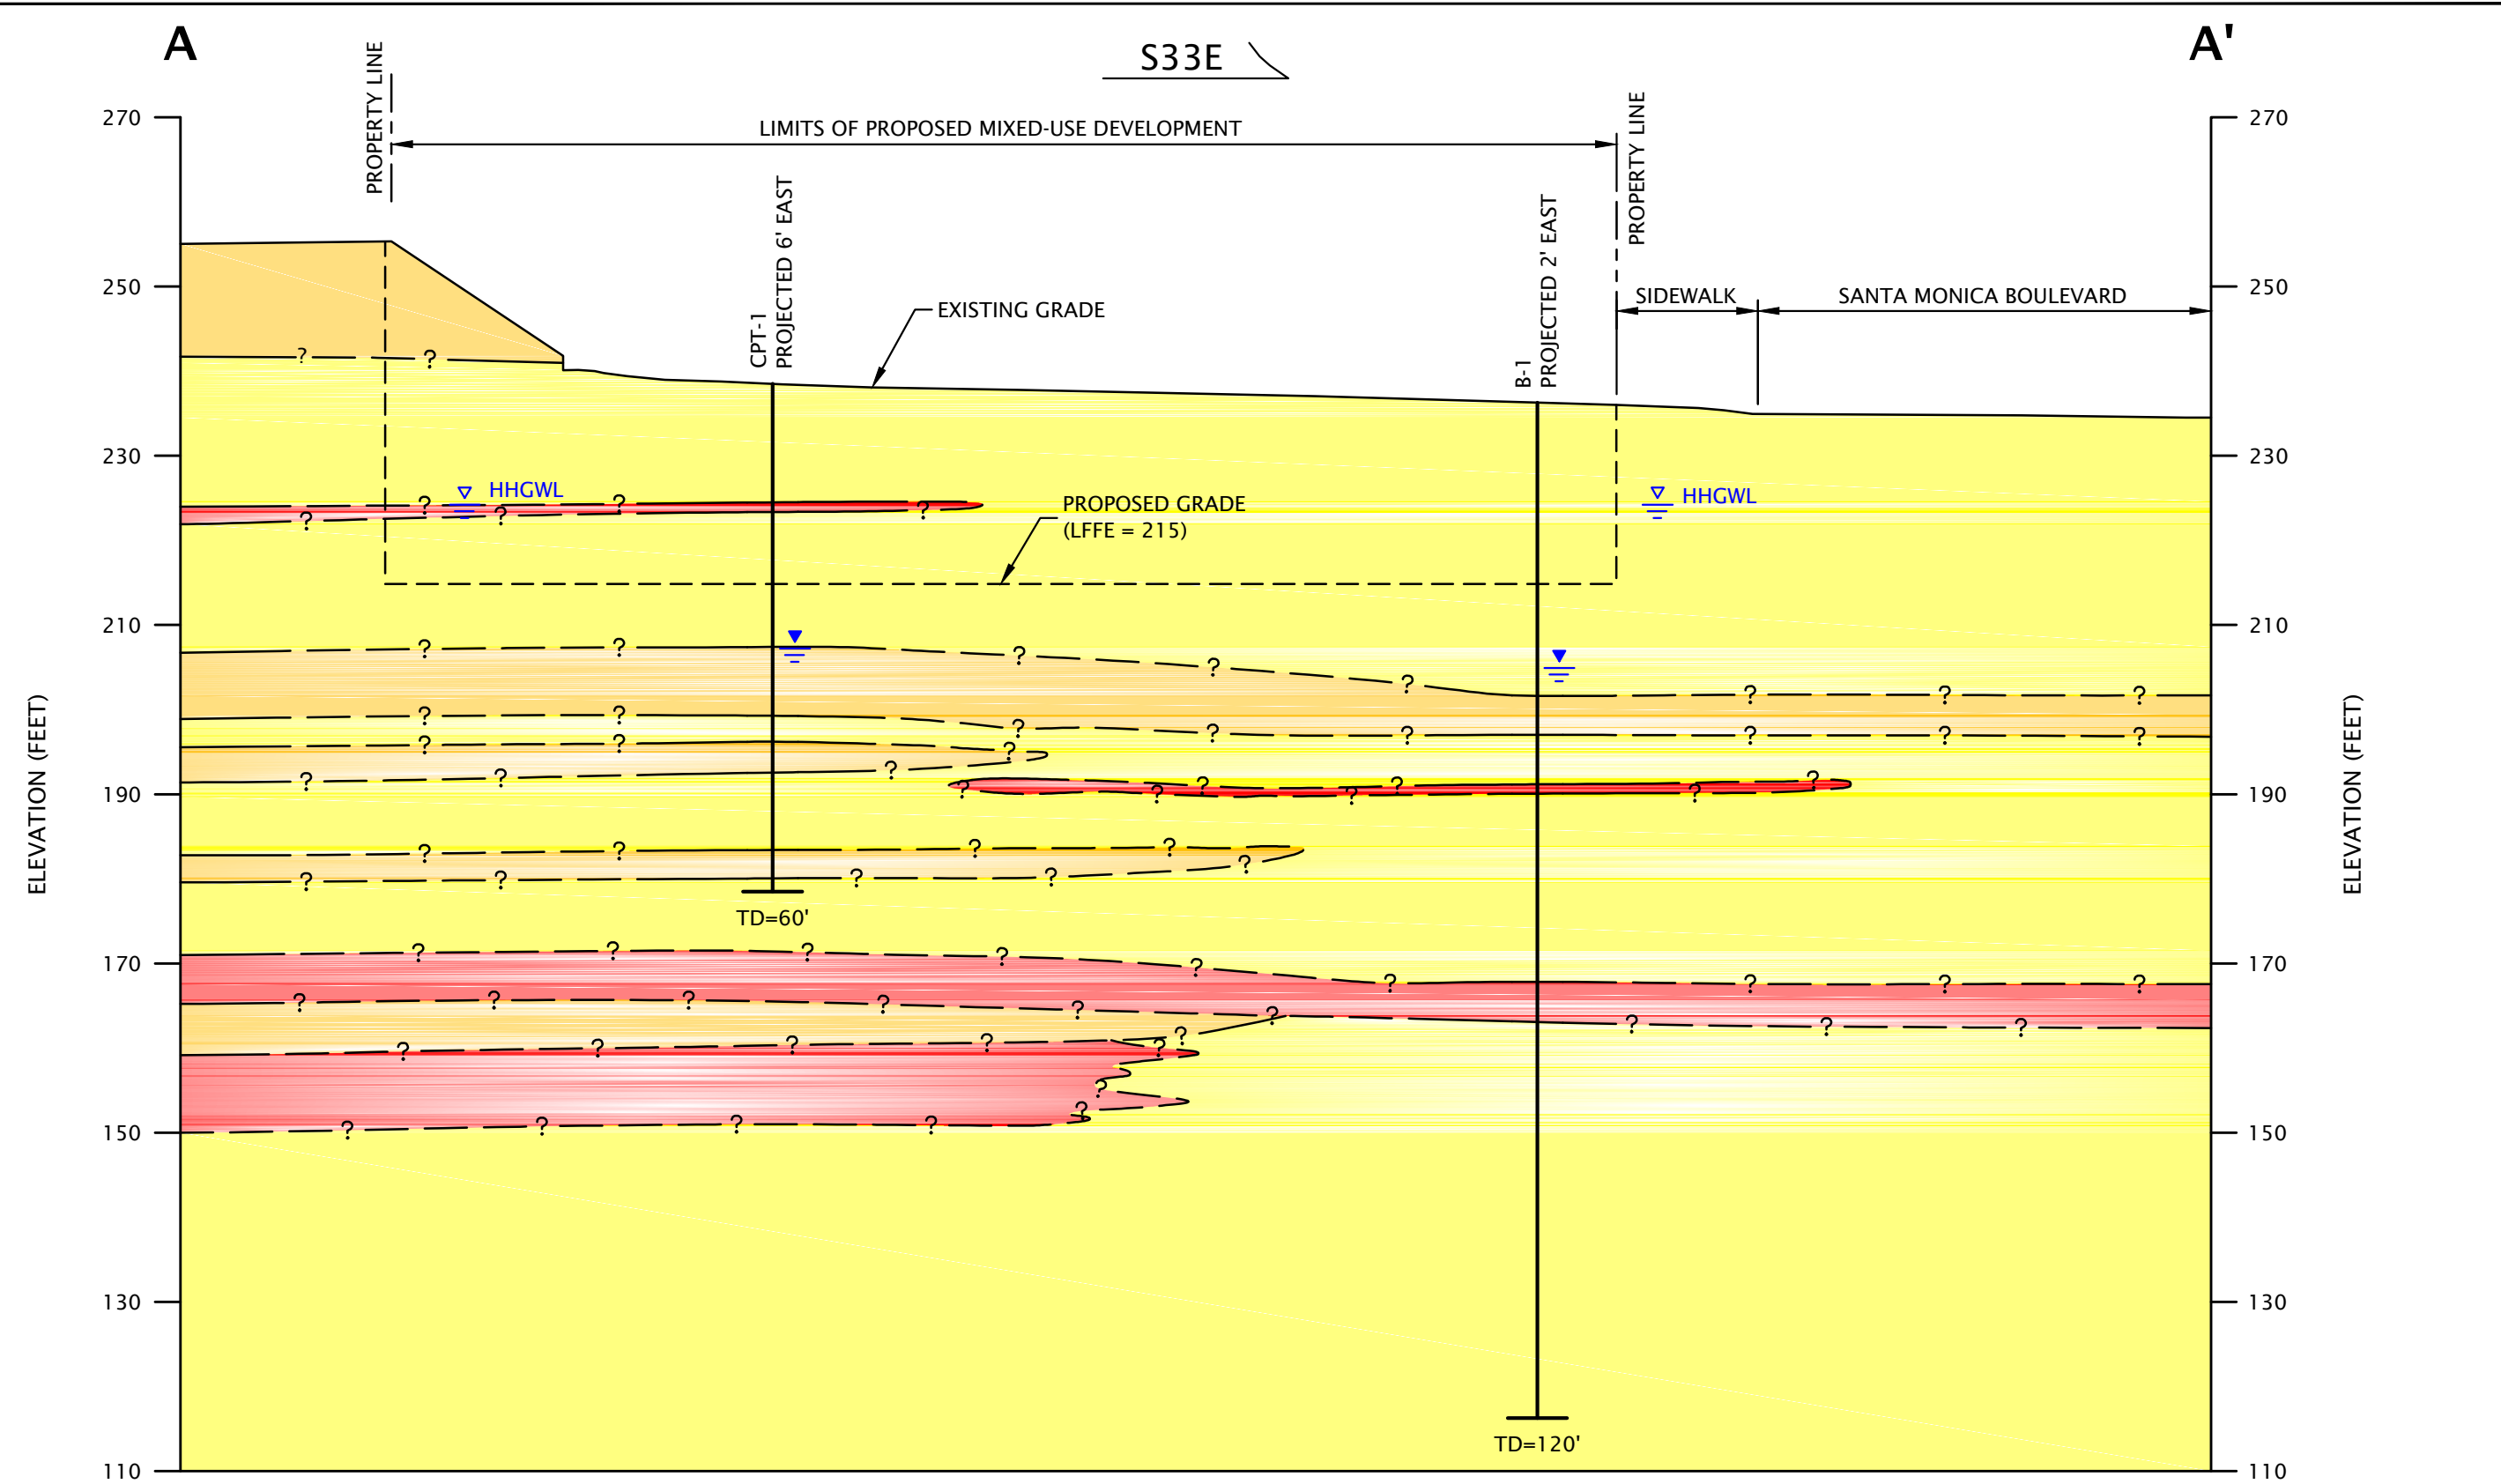 A
S33E
A'
PROPERTY LINE
LIMITS OF PROPOSED MIXED-USE DEVELOPMENT
PROPERTY LINE
270
270
CPT-1
PROJECTED 6' EAST
B-1
PROJECTED 2' EAST
250
EXISTING GRADE
SIDEWALK
SANTA MONICA BOULEVARD
250
? ?
230
230
HHGWL
HHGWL
? ?
? ? ?
PROPOSED GRADE
(LFFE = 215)
210
210
? ? ? ? ? ? ? ?
? ? ? ? ? ? ? ?
? ? ?
? ? ?
? ? ?
? ? ? ? ?
190
190
? ? ? ?
? ? ? ? ?
ELEVATION (FEET)
ELEVATION (FEET)
TD=60'
170
170
? ? ? ? ? ? ? ? ?
? ? ? ? ? ? ? ? ?
?
? ? ? ? ?
?
?
150
150
? ? ? ?
130
130
TD=120'
110
110